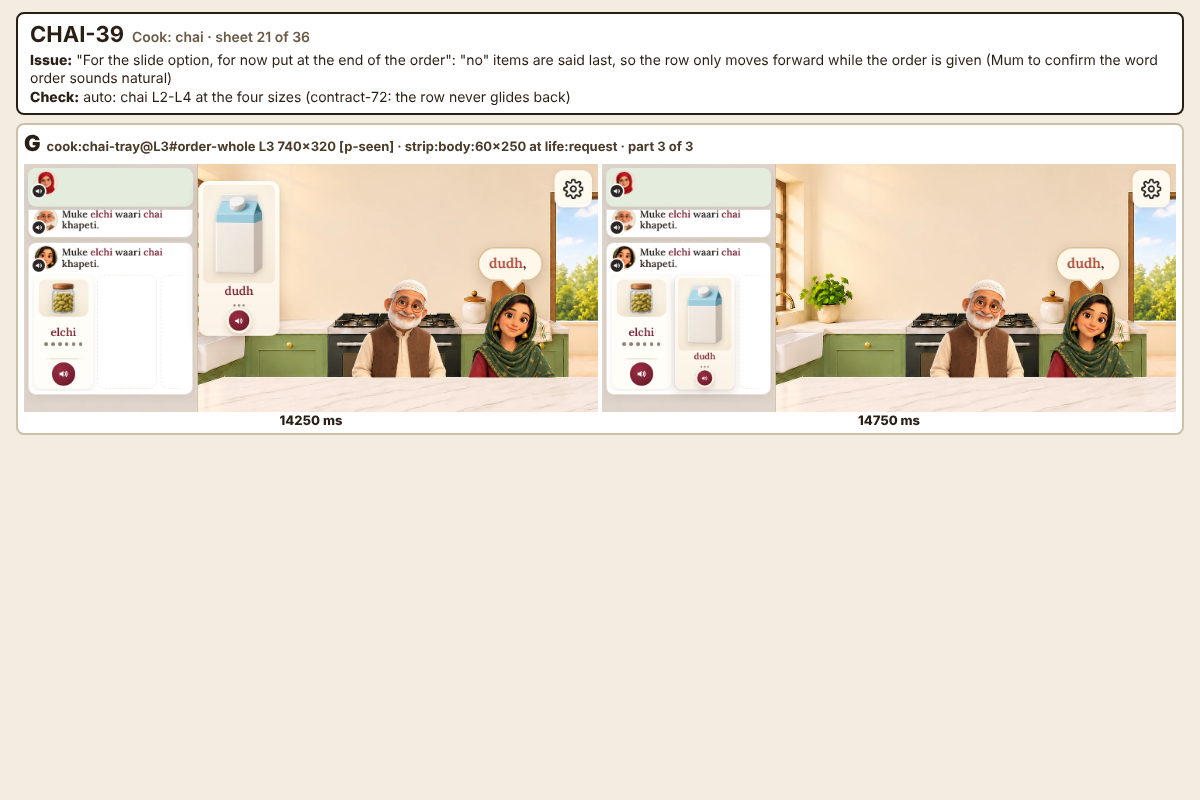 CHAI-39 Cook: chai · sheet 21 of 36
Issue: "For the slide option, for now put at the end of the order": "no" items are said last, so the row only moves forward while the order is given (Mum to confirm the word
order sounds natural)
Check: auto: chai L2-L4 at the four sizes (contract-72: the row never glides back)
G cook:chai-tray@L3#order-whole L3 740×320 [p-seen] · strip:body:60×250 at life:request · part 3 of 3
Muke elchi waari chai
khapeti.
Muke elchi waari chai
khapeti.
elchi
dudh
dudh,
14250 ms
Muke elchi waari chai
khapeti.
Muke elchi waari chai
khapeti.
elchi
dudh
dudh,
14750 ms